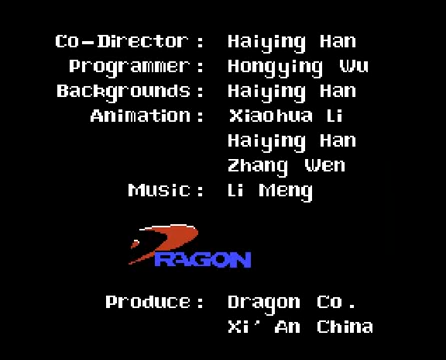 Co-Director: Haiying Han
Programmer: Hongying Wu
Backgrounds: Haiying Han
Animation: Xiaohua Li
Haiying Han
Zhang Wen
Music: Li Meng
DRAGON
Produce: Dragon Co.
Xi' An China